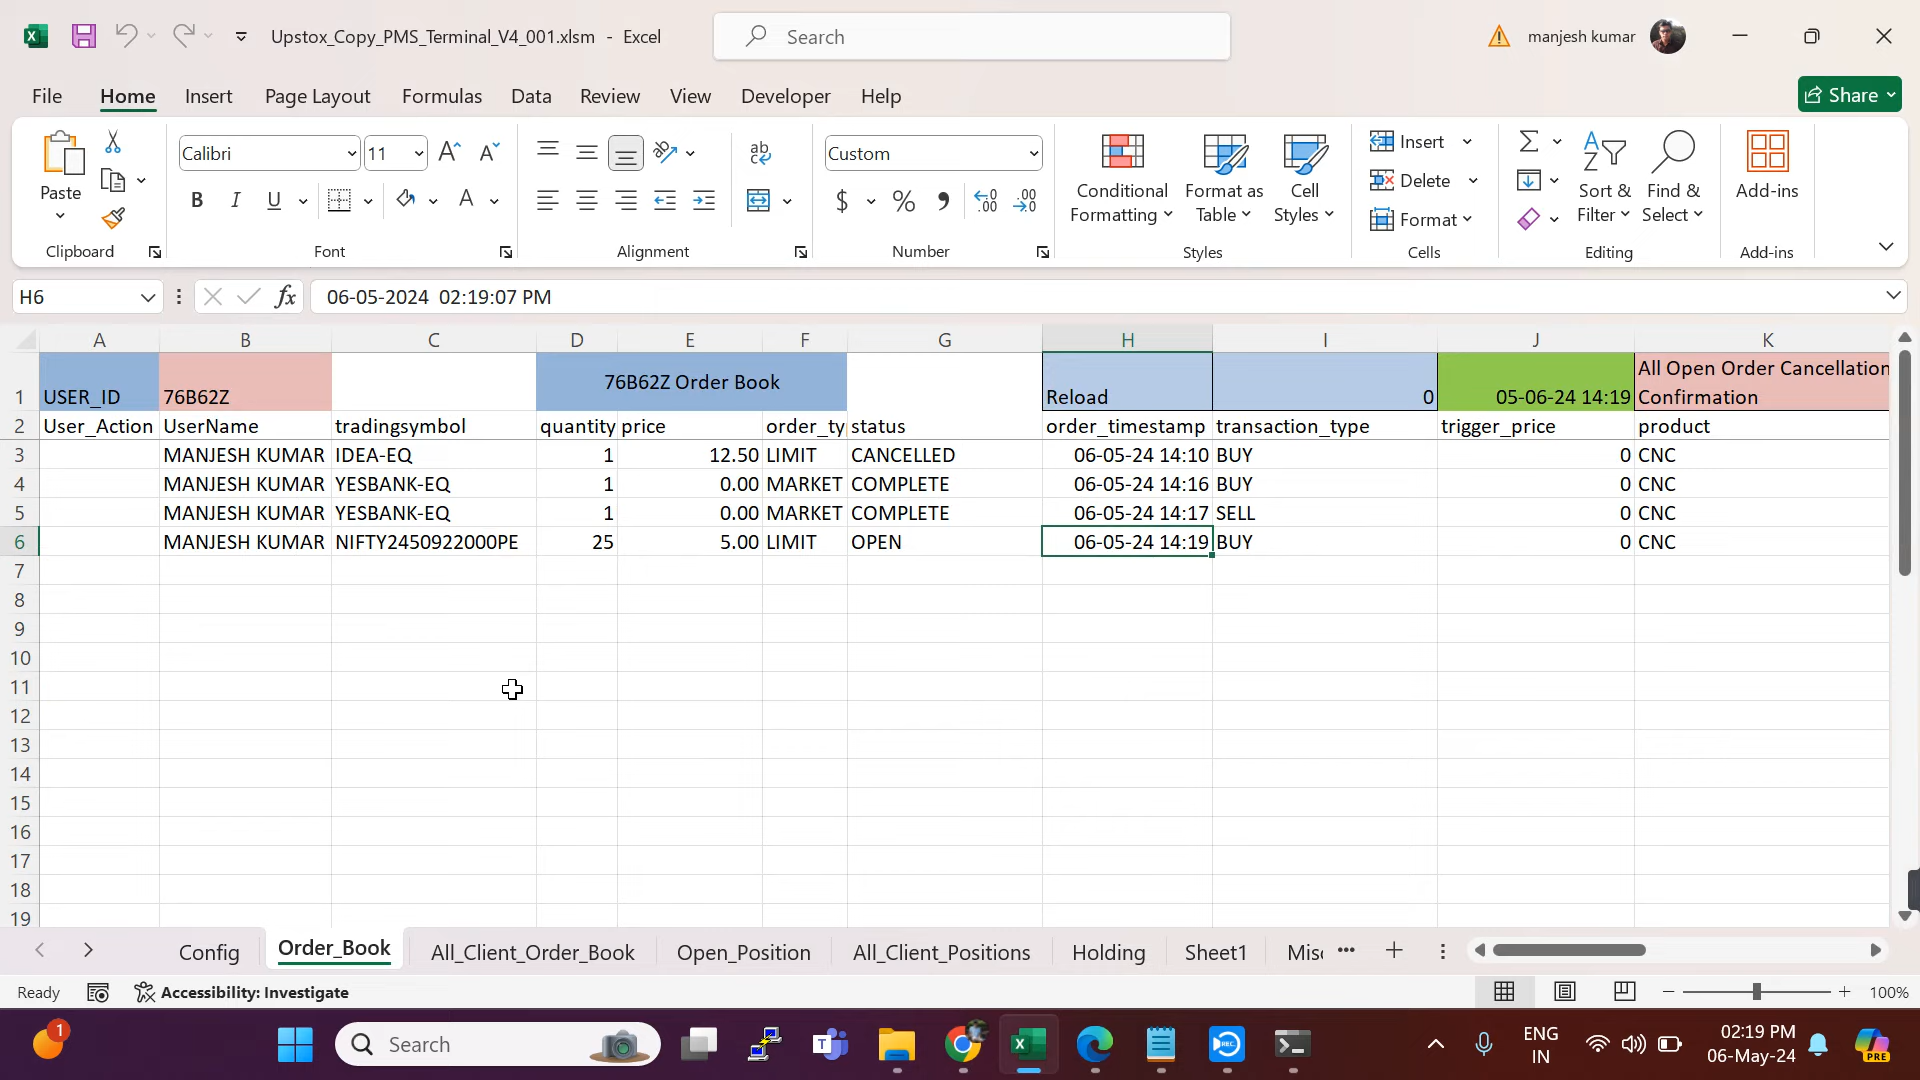 Upstox_Copy_PMS_Terminal_V4_001.xlsm - Excel
Search
manjesh kumar
File Home Insert Page Layout Formulas Data Review View Developer Help
Share
Paste
Clipboard
Calibri 11
B I U
Font
ab
Alignment
Custom
$ % ,
Number
Conditional Formatting
Format as Table
Cell Styles
Styles
Insert
Delete
Format
Cells
Sort & Filter
Find & Select
Editing
Add-ins
Add-ins
H6 fx 06-05-2024 02:19:07 PM
A B C D E F G H I J K
1 USER_ID 76B62Z 76B62Z Order Book Reload 0 05-06-24 14:19 All Open Order Cancellation Confirmation
2 User_Action UserName tradingsymbol quantity price order_ty status order_timestamp transaction_type trigger_price product
3 MANJESH KUMAR IDEA-EQ 1 12.50 LIMIT CANCELLED 06-05-24 14:10 BUY 0 CNC
4 MANJESH KUMAR YESBANK-EQ 1 0.00 MARKET COMPLETE 06-05-24 14:16 BUY 0 CNC
5 MANJESH KUMAR YESBANK-EQ 1 0.00 MARKET COMPLETE 06-05-24 14:17 SELL 0 CNC
6 MANJESH KUMAR NIFTY2450922000PE 25 5.00 LIMIT OPEN 06-05-24 14:19 BUY 0 CNC
7
8
9
10
11
12
13
14
15
16
17
18
19
Config Order_Book All_Client_Order_Book Open_Position All_Client_Positions Holding Sheet1 Misc
Ready Accessibility: Investigate 100%
1
Search
REC
ENG
IN
02:19 PM
06-May-24
PRE